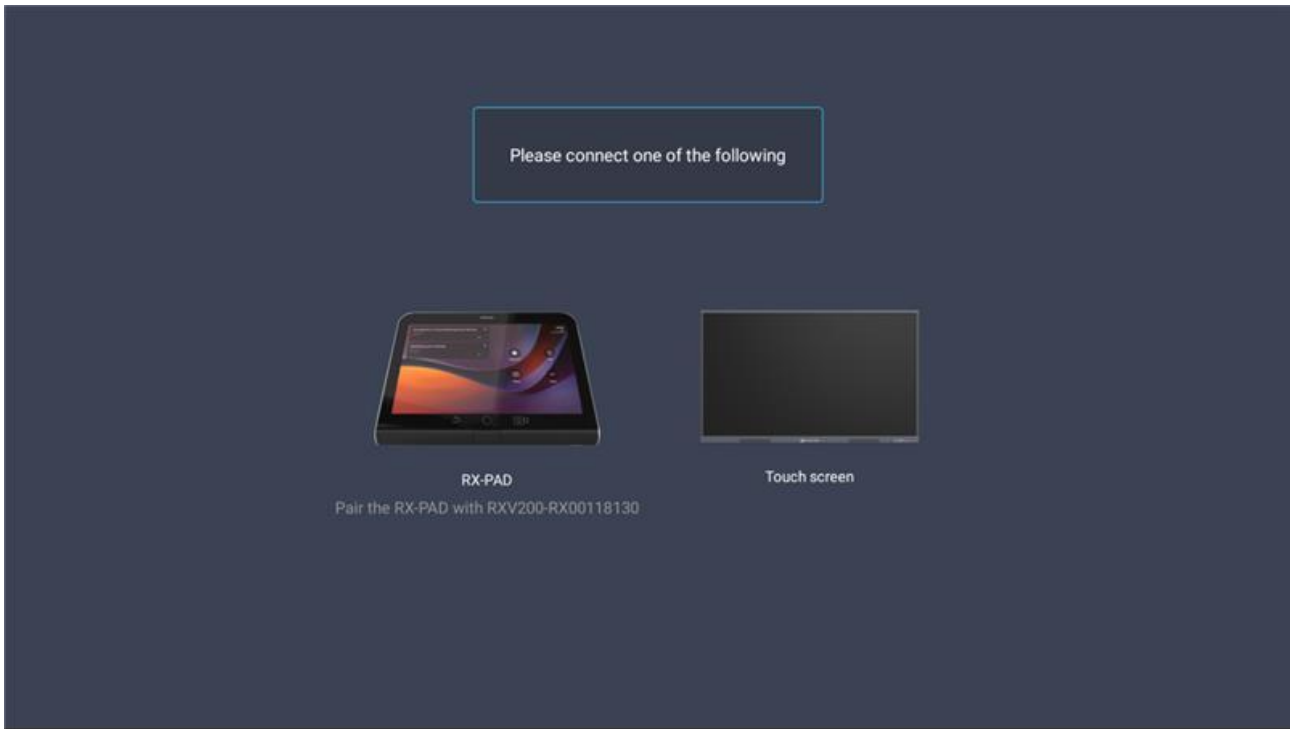 Please connect one of the following
RX-PAD
Touch screen
Pair the RX-PAD with RXV200-RX00118130